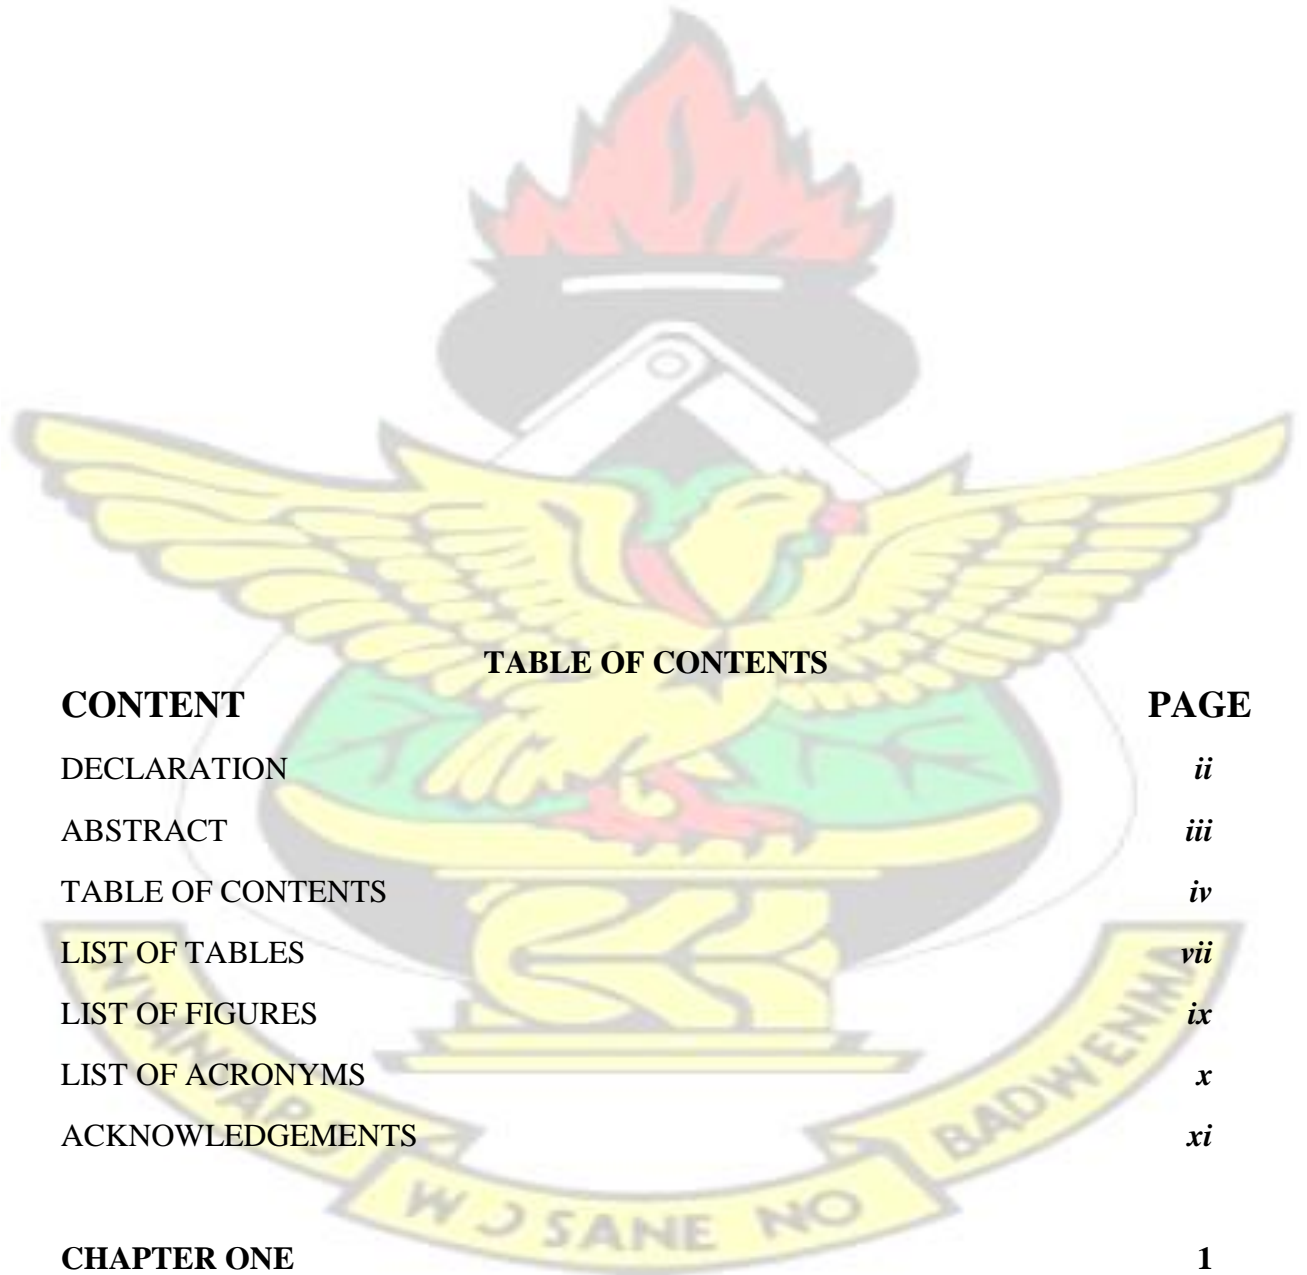 TABLE OF CONTENTS
CONTENT PAGE
DECLARATION ii
ABSTRACT iii
TABLE OF CONTENTS iv
LIST OF TABLES vii
LIST OF FIGURES ix
LIST OF ACRONYMS x
ACKNOWLEDGEMENTS xi
CHAPTER ONE 1
W Ɔ SANE NO
BADWENMA